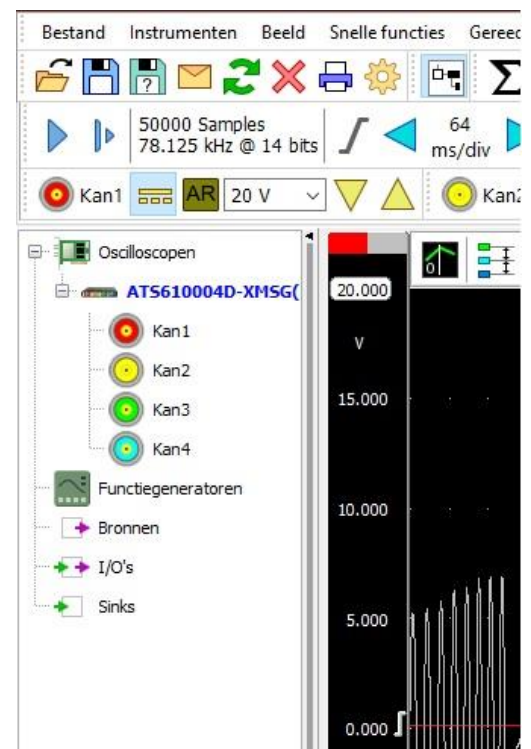 Bestand Instrumenten Beeld Snelle functies Gereed
50000 Samples
78.125 kHz @ 14 bits
64
ms/div
Kan1 AR 20 V Kan2
Oscilloscopen
ATS610004D-XMSG(
Kan1
Kan2
Kan3
Kan4
Functiegeneratoren
Bronnen
I/O's
Sinks
20.000
V
15.000
10.000
5.000
0.000